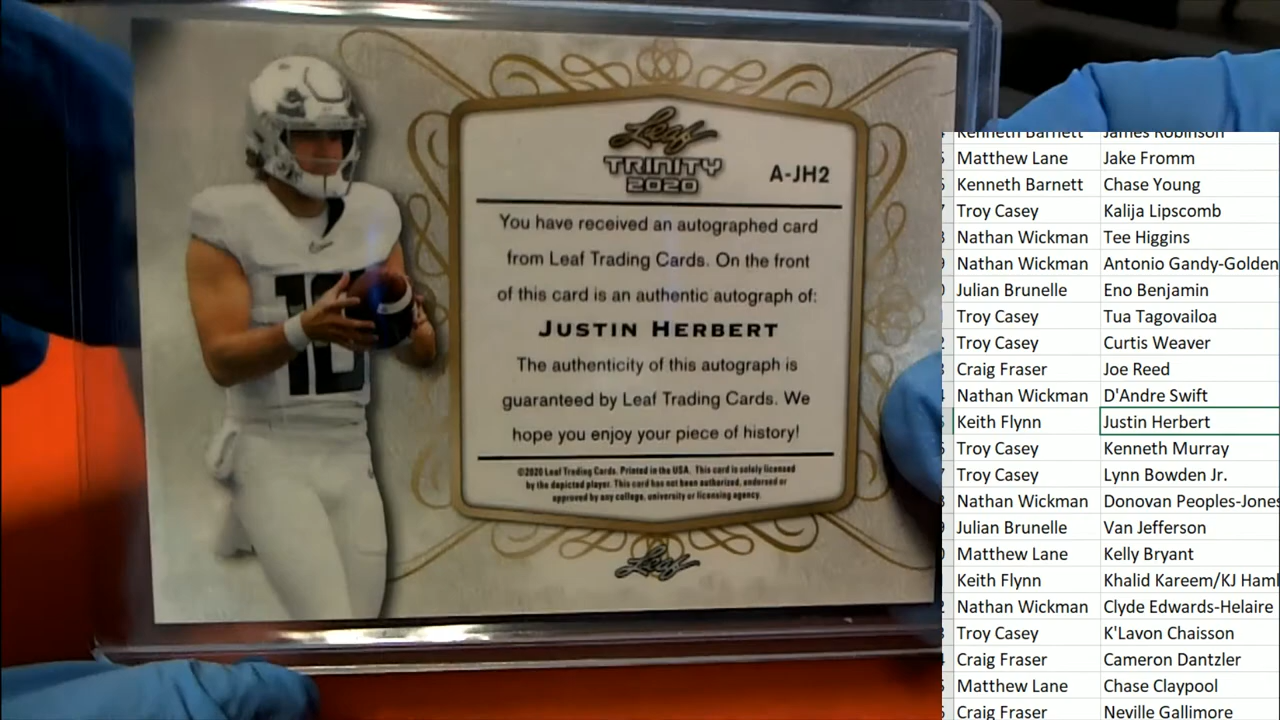 Leaf
TRINITY
2020
A-JH2
You have received an autographed card
from Leaf Trading Cards. On the front
of this card is an authentic autograph of:
JUSTIN HERBERT
The authenticity of this autograph is
guaranteed by Leaf Trading Cards. We
hope you enjoy your piece of history!
©2020 Leaf Trading Cards. Printed in the USA. This card is solely licensed
by the depicted player. This card has not been authorized, endorsed or
approved by any college, university or licensing agency.
Leaf
10
Kenneth Barnett James Robinson
Matthew Lane Jake Fromm
Kenneth Barnett Chase Young
Troy Casey Kalija Lipscomb
Nathan Wickman Tee Higgins
Nathan Wickman Antonio Gandy-Golden
Julian Brunelle Eno Benjamin
Troy Casey Tua Tagovailoa
Troy Casey Curtis Weaver
Craig Fraser Joe Reed
Nathan Wickman D'Andre Swift
Keith Flynn Justin Herbert
Troy Casey Kenneth Murray
Troy Casey Lynn Bowden Jr.
Nathan Wickman Donovan Peoples-Jones
Julian Brunelle Van Jefferson
Matthew Lane Kelly Bryant
Keith Flynn Khalid Kareem/KJ Haml
Nathan Wickman Clyde Edwards-Helaire
Troy Casey K'Lavon Chaisson
Craig Fraser Cameron Dantzler
Matthew Lane Chase Claypool
Craig Fraser Neville Gallimore